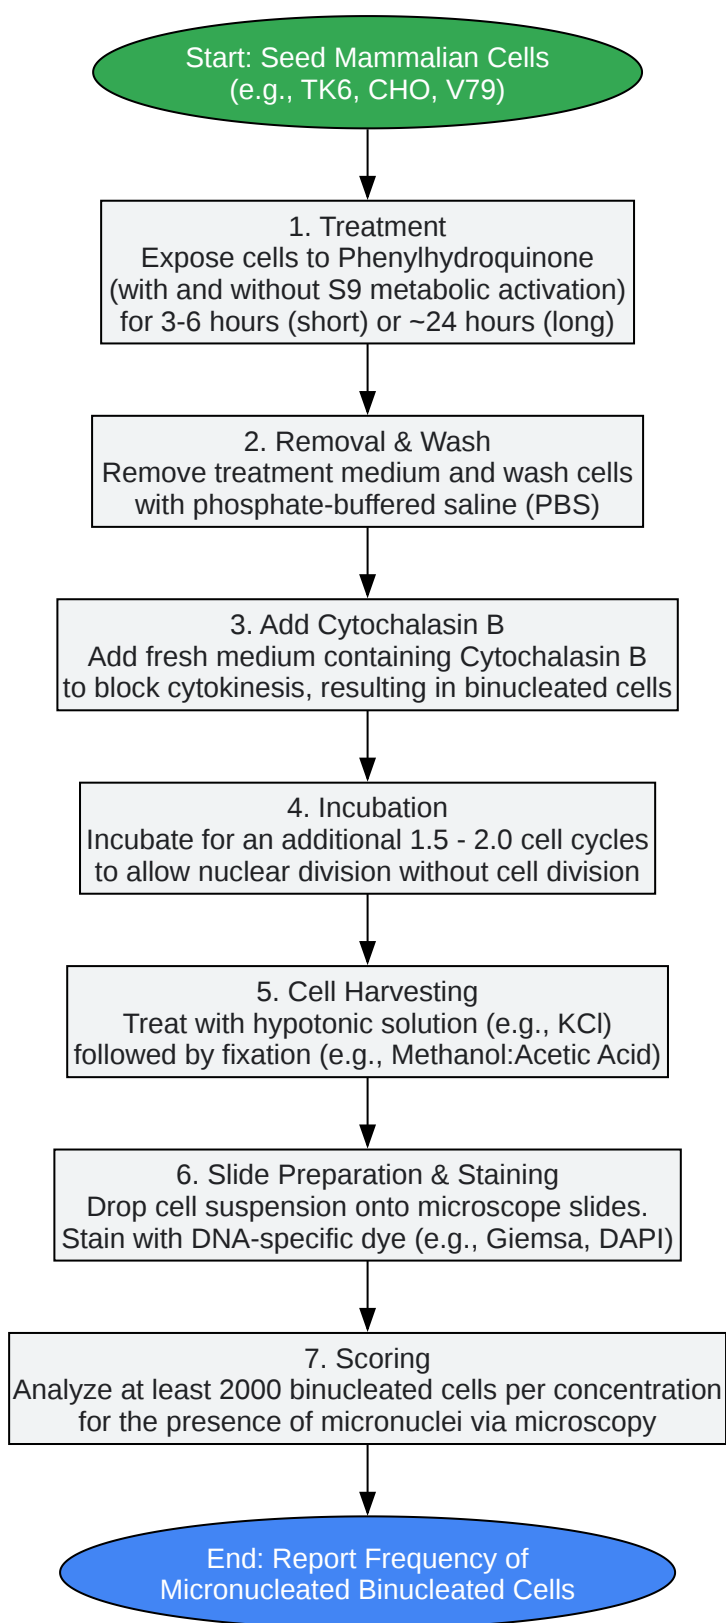 Start: Seed Mammalian Cells
(e.g., TK6, CHO, V79)
1. Treatment
Expose cells to Phenylhydroquinone
(with and without S9 metabolic activation)
for 3-6 hours (short) or ~24 hours (long)
2. Removal & Wash
Remove treatment medium and wash cells
with phosphate-buffered saline (PBS)
3. Add Cytochalasin B
Add fresh medium containing Cytochalasin B
to block cytokinesis, resulting in binucleated cells
4. Incubation
Incubate for an additional 1.5 - 2.0 cell cycles
to allow nuclear division without cell division
5. Cell Harvesting
Treat with hypotonic solution (e.g., KCl)
followed by fixation (e.g., Methanol:Acetic Acid)
6. Slide Preparation & Staining
Drop cell suspension onto microscope slides.
Stain with DNA-specific dye (e.g., Giemsa, DAPI)
7. Scoring
Analyze at least 2000 binucleated cells per concentration
for the presence of micronuclei via microscopy
End: Report Frequency of
Micronucleated Binucleated Cells